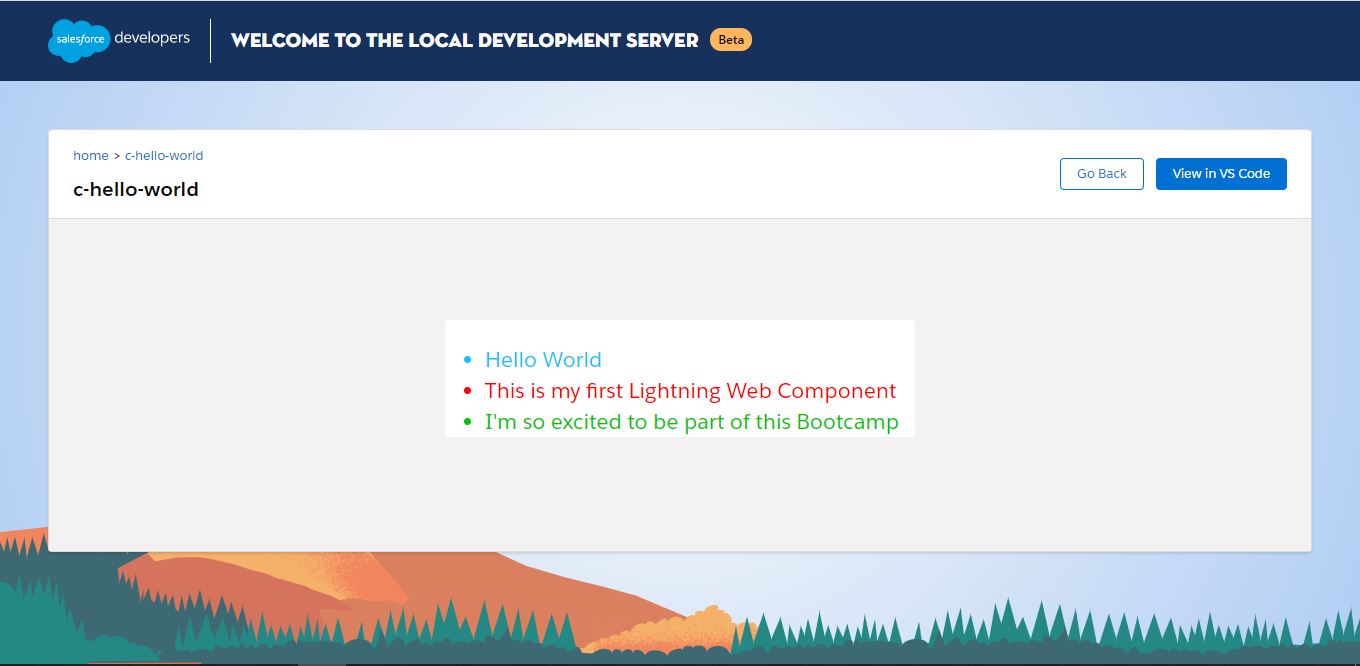 salesforce developers WELCOME TO THE LOCAL DEVELOPMENT SERVER Beta
home > c-hello-world
c-hello-world
Go Back View in VS Code
• Hello World
• This is my first Lightning Web Component
• I'm so excited to be part of this Bootcamp